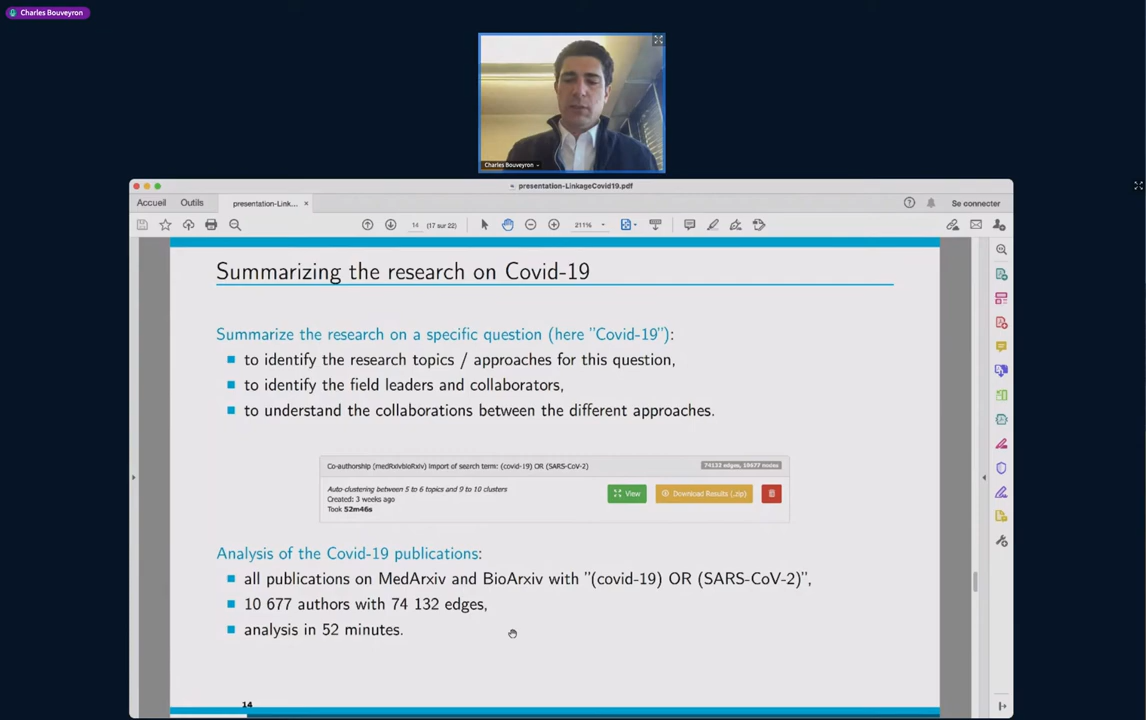 Charles Bouveyron
Charles Bouveyron
presentation-LinkageCovid19.pdf
Accueil Outils presentation-Link... × Se connecter
14 (17 sur 22) 211%
Summarizing the research on Covid-19
Summarize the research on a specific question (here "Covid-19"):
to identify the research topics / approaches for this question,
to identify the field leaders and collaborators,
to understand the collaborations between the different approaches.
Co-authorship (medRxivbioRxiv) Import of search term: (covid-19) OR (SARS-CoV-2) 74132 edges, 10677 nodes
Auto-clustering between 5 to 6 topics and 9 to 10 clusters
Created: 3 weeks ago
Took 52m46s
View Download Results (.zip)
Analysis of the Covid-19 publications:
all publications on MedArxiv and BioArxiv with "(covid-19) OR (SARS-CoV-2)",
10 677 authors with 74 132 edges,
analysis in 52 minutes.
14